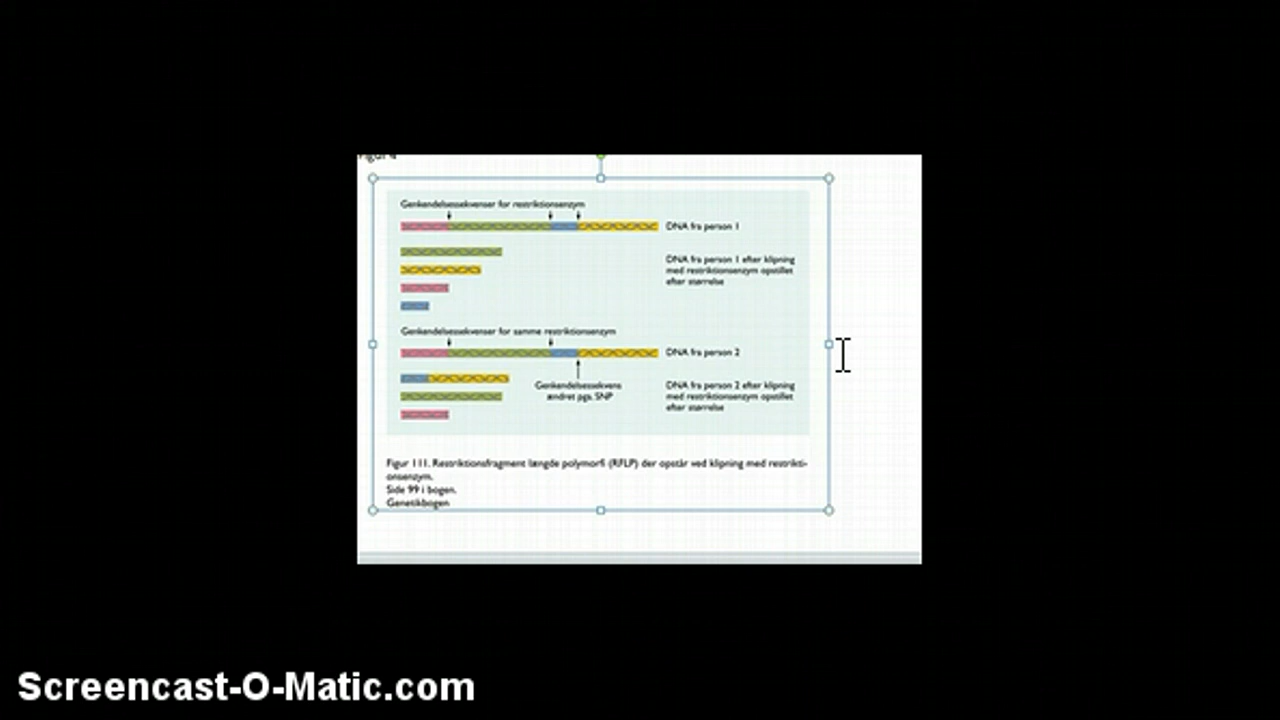 Figur 4
Genkendelsessekvenser for restriktionsenzym
DNA fra person 1
DNA fra person 1 efter klipning
med restriktionsenzym opstillet
efter størrelse
Genkendelsessekvenser for samme restriktionsenzym
DNA fra person 2
Genkendelsessekvens
ændret pga. SNP
DNA fra person 2 efter klipning
med restriktionsenzym opstillet
efter størrelse
Figur 111. Restriktionsfragment længde polymorfi (RFLP) der opstår ved klipning med restrikti-
onsenzym.
Side 99 i bogen.
Genetikbogen
Screencast-O-Matic.com